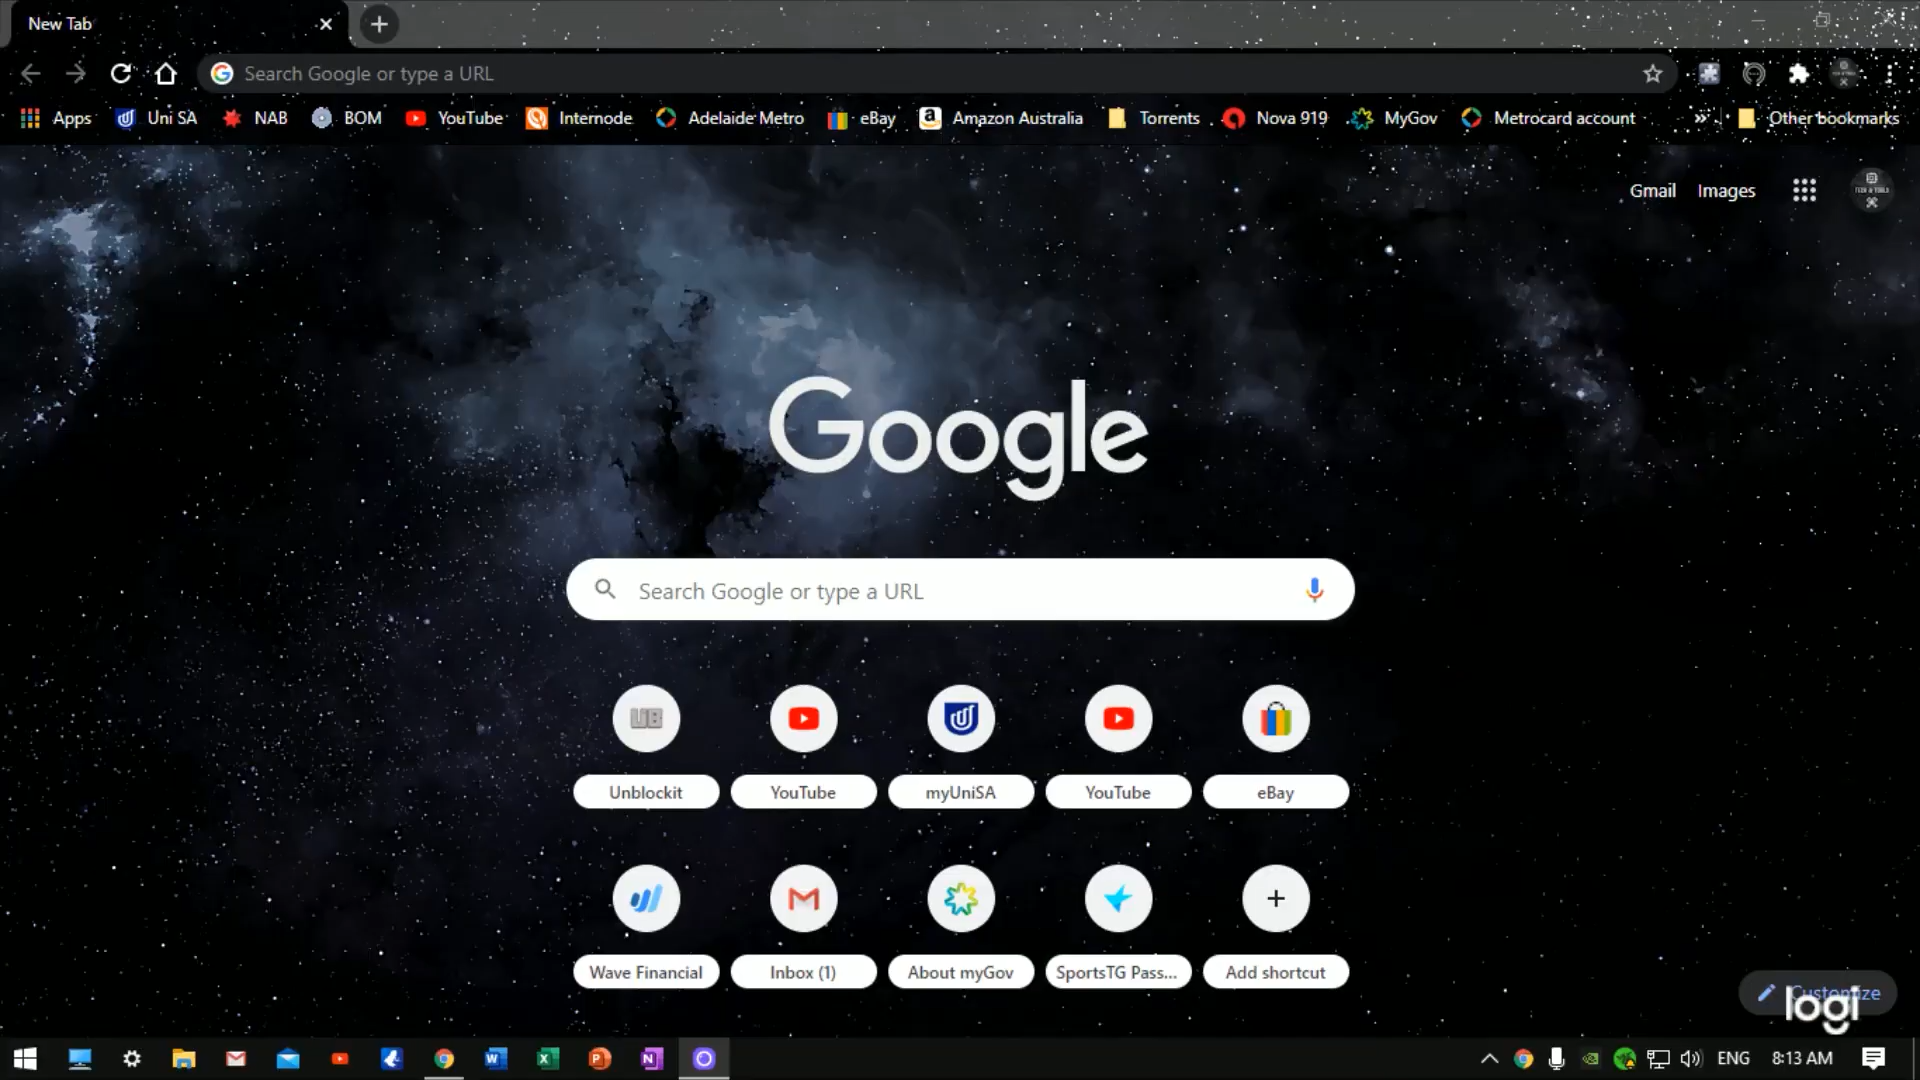 New Tab
Search Google or type a URL
Apps Uni SA NAB BOM YouTube Internode Adelaide Metro eBay Amazon Australia Torrents Nova 919 MyGov Metrocard account » Other bookmarks
Gmail Images
Google
Search Google or type a URL
UB
Unblockit YouTube myUniSA YouTube eBay
Wave Financial Inbox (1) About myGov SportsTG Pass... Add shortcut
Customize
logi
ENG 8:13 AM